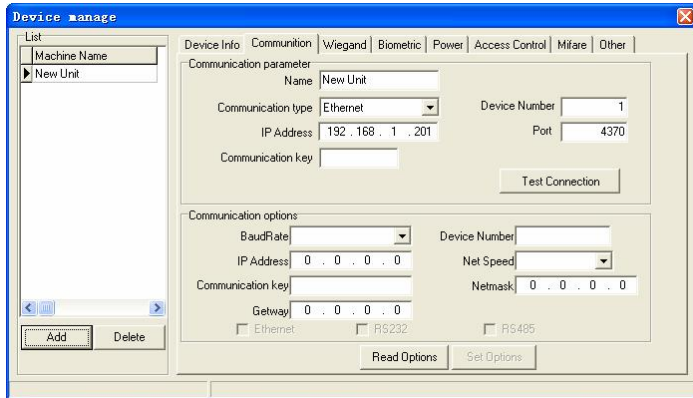 Device manage
List
Machine Name
New Unit
Device Info Communition Wiegand Biometric Power Access Control Mifare Other
Communication parameter
Name New Unit
Communication type Ethernet Device Number 1
IP Address 192 . 168 . 1 . 201 Port 4370
Communication key
Test Connection
Communication options
BaudRate Device Number
IP Address 0 . 0 . 0 . 0 Net Speed
Communication key Netmask 0 . 0 . 0 . 0
Getway 0 . 0 . 0 . 0
Ethernet RS232 RS485
Add Delete
Read Options Set Options